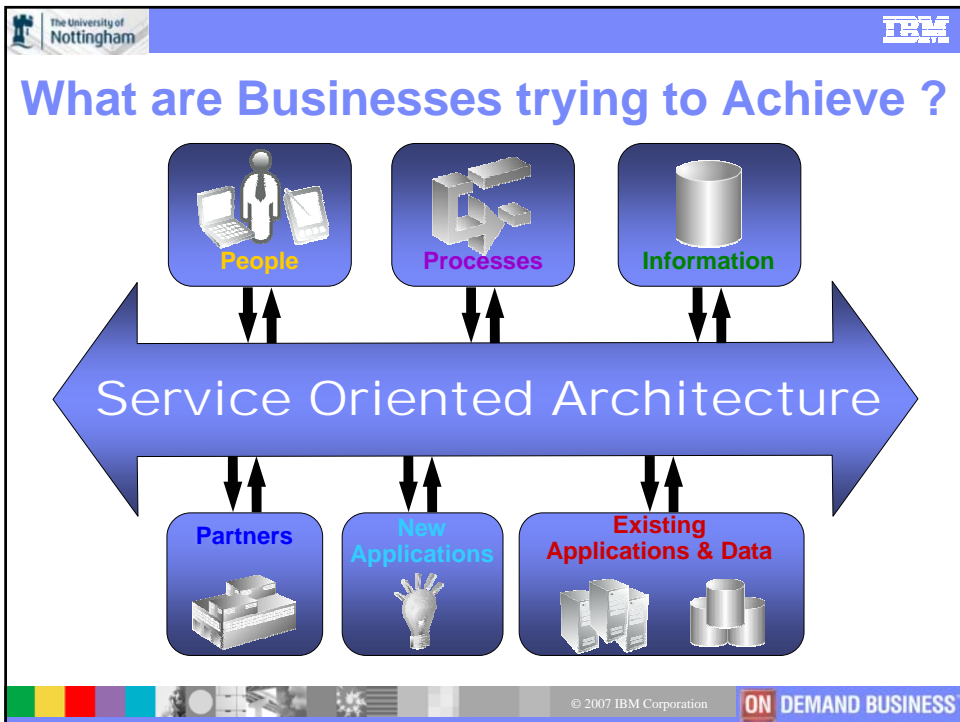 The University of
Nottingham
IBM
What are Businesses trying to Achieve ?
People
Processes
Information
Service Oriented Architecture
Partners
New
Applications
Existing
Applications & Data
© 2007 IBM Corporation
ON DEMAND BUSINESS